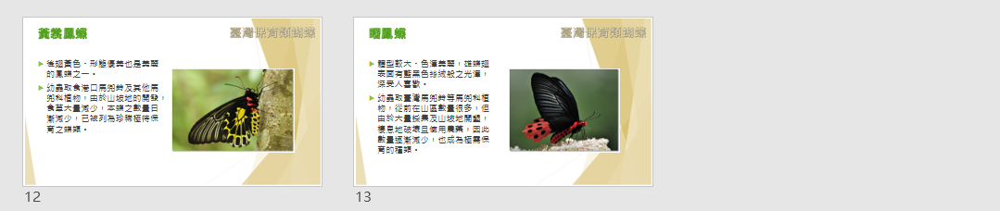 黃裳鳳蝶
臺灣保育類蝴蝶
後翅黃色，形態優美也是美麗
的鳳蝶之一。
幼蟲取食港口馬兜鈴及其他馬
兜科植物，由於山坡地的開發，
食草大量減少，本蝶之數量日
漸減少，已被列為珍稀極待保
育之蝶類。
12
曙鳳蝶
臺灣保育類蝴蝶
體型較大，色澤美麗，雄蝶翅
表面有藍黑色絲絨般之光澤，
深受人喜歡。
幼蟲取臺灣馬兜鈴等馬兜科植
物，從前在山區數量很多，但
由於大量採集及山坡地開墾，
棲息地破壞且使用農藥，因此
數量逐漸減少，也成為極需保
育的種類。
13